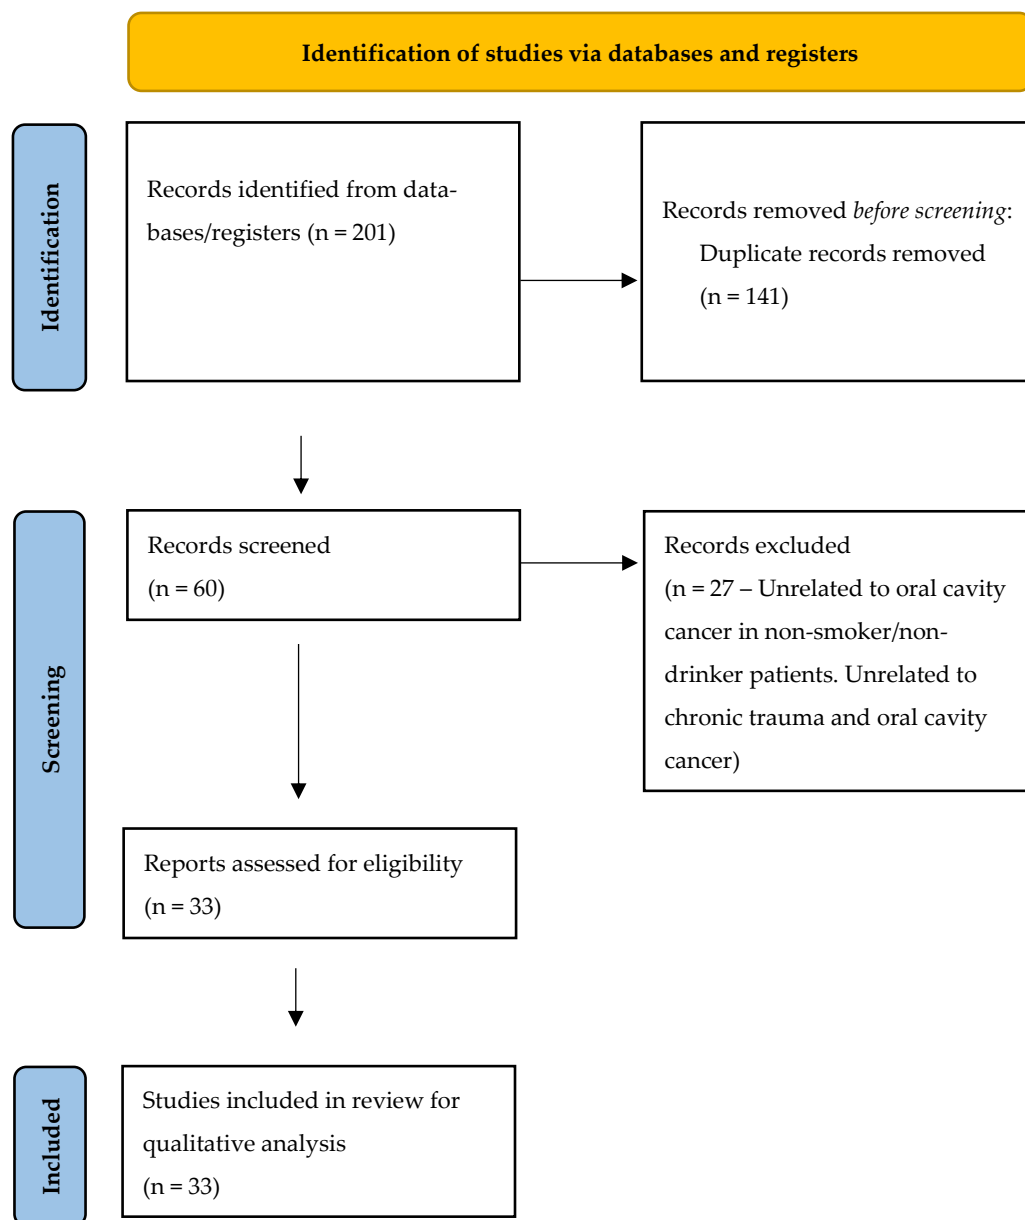 Identification of studies via databases and registers
Identification
Records identified from data-
bases/registers (n = 201)
Records removed before screening:
Duplicate records removed
(n = 141)
Screening
Records screened
(n = 60)
Records excluded
(n = 27 – Unrelated to oral cavity
cancer in non-smoker/non-
drinker patients. Unrelated to
chronic trauma and oral cavity
cancer)
Reports assessed for eligibility
(n = 33)
Included
Studies included in review for
qualitative analysis
(n = 33)